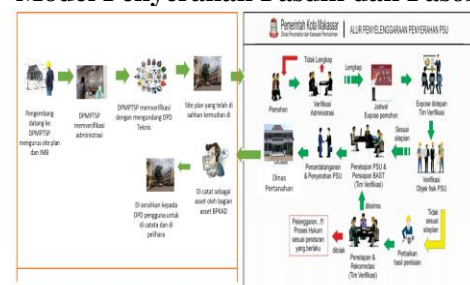 Model Penyerahan Fasum dan Fasos
Pengembang
datang ke
DPMPTSP
mengurus site plan
dan IMB
DPMPTSP
memverifikasi
administrasi
DPMPTSP memverifikasi
dengan mengundang OPD
Teknis
Site plan yang telah di
sahkan kemudian di
Di catat sebagai
asset oleh bagian
asset BPKAD
Di serahkan kepada
OPD pengguna untuk
di catata dan di
pelihara
Pemerintah Kota Makassar
ALUR PENYELENGGARAAN PENYERAHAN PSU
Tidak Lengkap
Lengkap
Pemohon
Verifikasi
Administrasi
Jadwal
Expose pemohon
Expose didepan
Tim Verifikasi
Sesuai
siteplan
Verifikasi
Objek fisik PSU
Penetapan PSU &
Persiapan BAST
(Tim Verifikasi)
Penandatanganan
& Penyerahan PSU
Dinas
Pertanahan
Tidak
sesuai
siteplan
Perbaikan
hasil penilaian
Penetapan &
Rekomendasi
(Tim Verifikasi)
diterima
ditolak
Pelanggaran...!!!
Proses Hukum
sesuai peraturan
yang berlaku